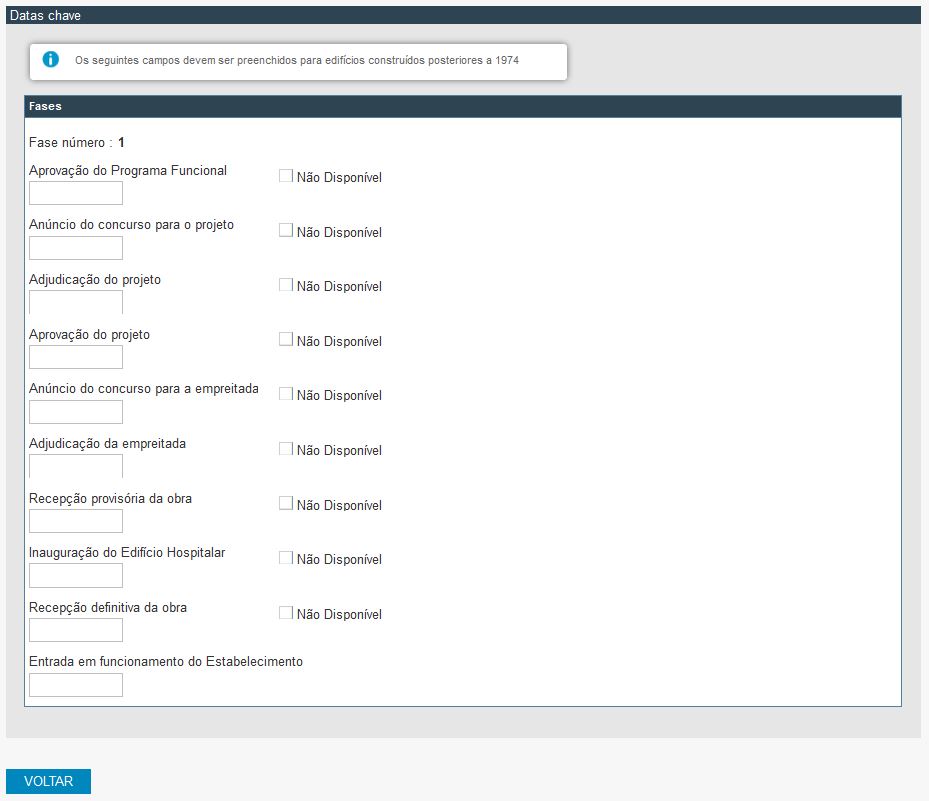 Datas chave
Os seguintes campos devem ser preenchidos para edifícios construídos posteriores a 1974
Fases
Fase número : 1
Aprovação do Programa Funcional
Não Disponível
Anúncio do concurso para o projeto
Não Disponível
Adjudicação do projeto
Não Disponível
Aprovação do projeto
Não Disponível
Anúncio do concurso para a empreitada
Não Disponível
Adjudicação da empreitada
Não Disponível
Recepção provisória da obra
Não Disponível
Inauguração do Edifício Hospitalar
Não Disponível
Recepção definitiva da obra
Não Disponível
Entrada em funcionamento do Estabelecimento
VOLTAR